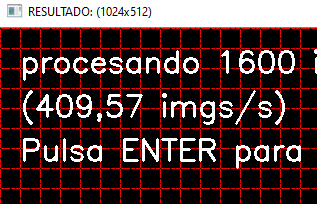 RESULTADO: (1024x512)
procesando 1600 i
(409,57 imgs/s)
Pulsa ENTER para